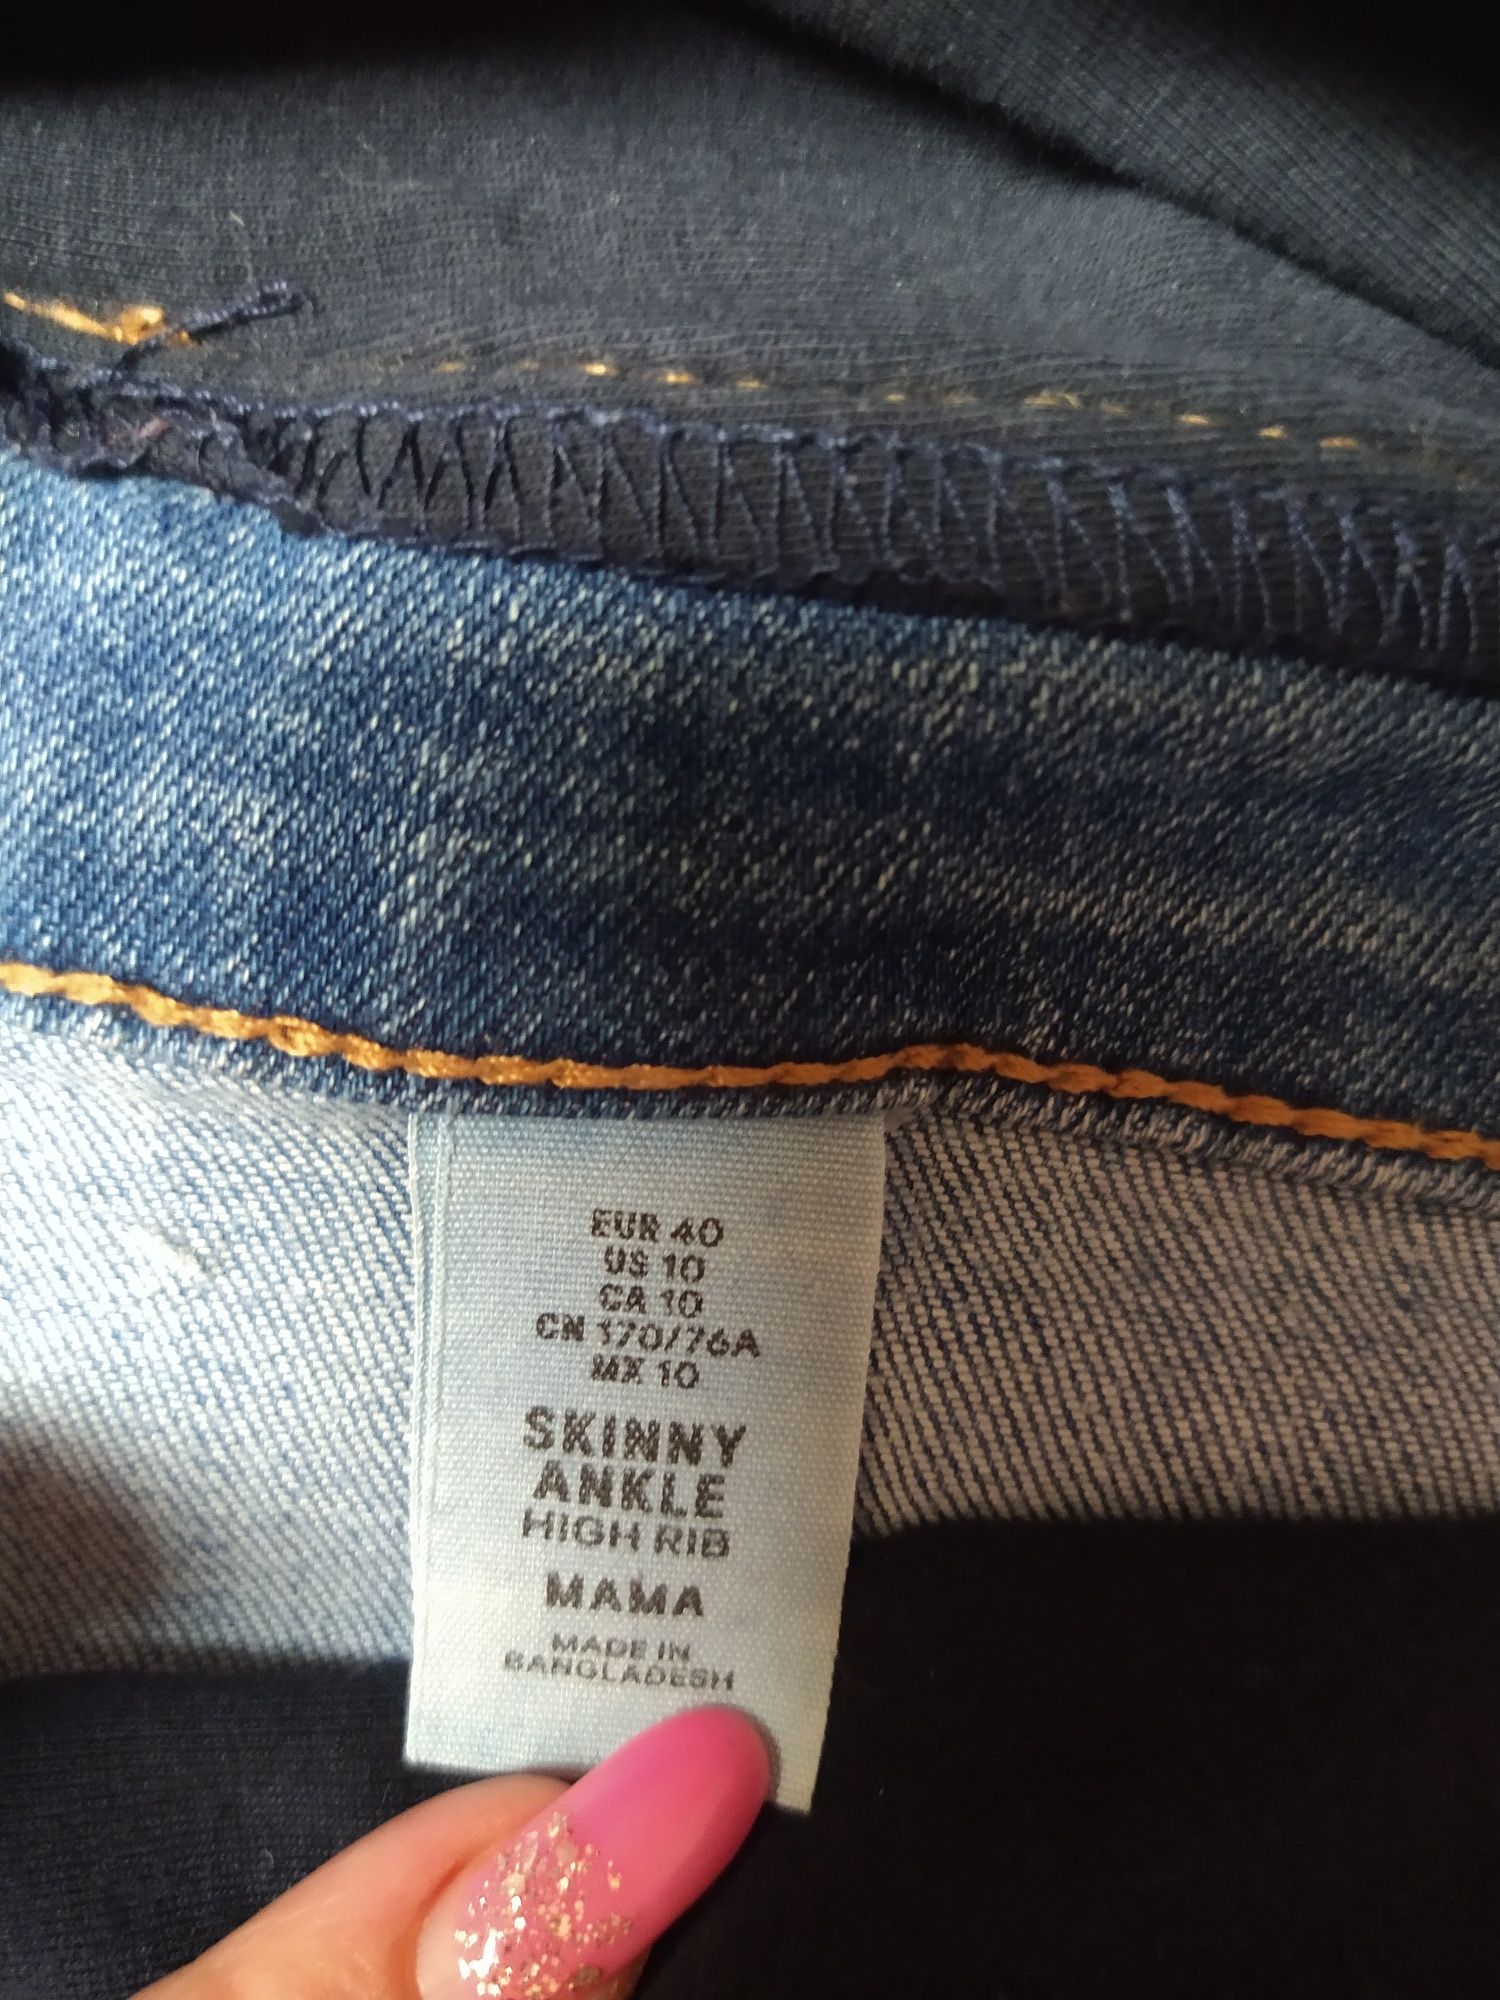 EUR 40
US 10
CA 10
CN 170/76A
MX 10
SKINNY
ANKLE
HIGH RIB
MAMA
MADE IN
BANGLADESH